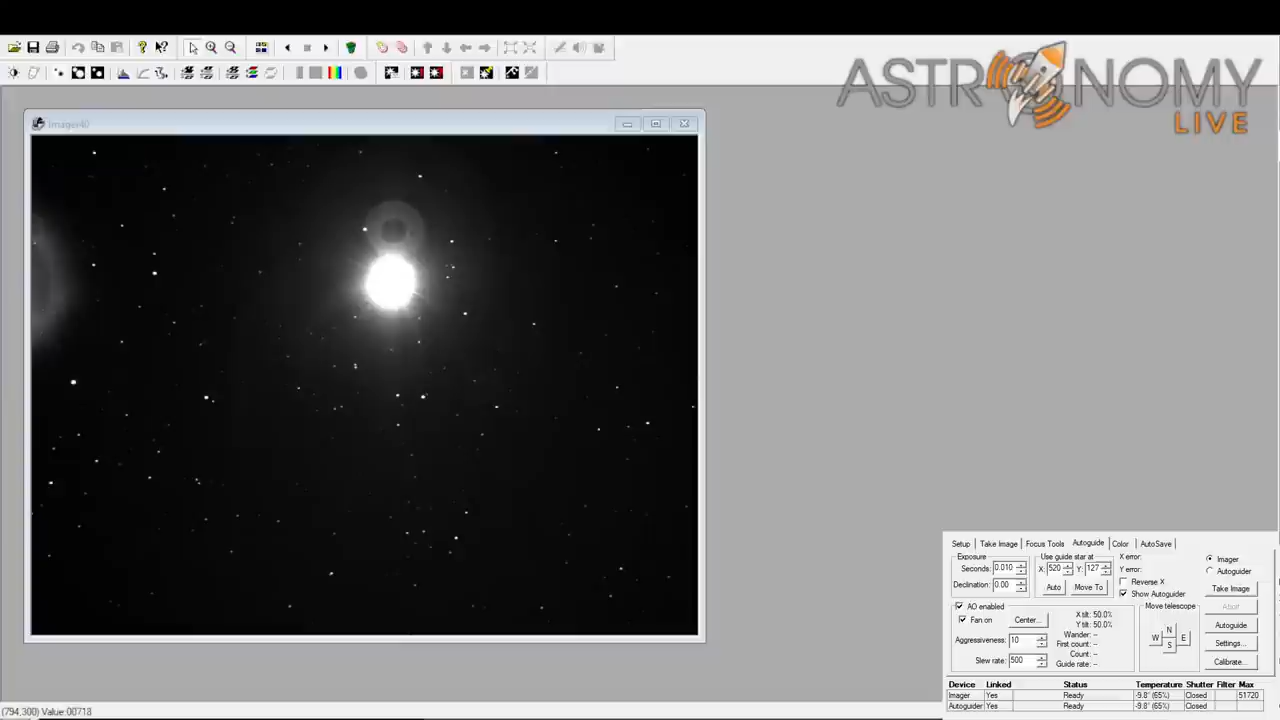 ASTRONOMY
LIVE
Imager40
Setup Take Image Focus Tools Autoguide Color AutoSave
Exposure
Seconds: 0.010
Declination: 0.00
Use guide star at
X: 520 Y: 127
Auto Move To
X error:
Y error:
Reverse X
Show Autoguider
Imager
Autoguider
Take Image
Abort
Autoguide
Settings...
Calibrate...
AO enabled
Fan on Center...
Aggressiveness: 10
Slew rate: 500
X tilt: 50.0%
Y tilt: 50.0%
Wander: --
First count: --
Count: --
Guide rate: --
Move telescope
N
W E
S
Device Linked Status Temperature Shutter Filter Max
Imager Yes Ready -9.8° (65%) Closed 51720
Autoguider Yes Ready -9.8° (65%) Closed
(794,300) Value:00718